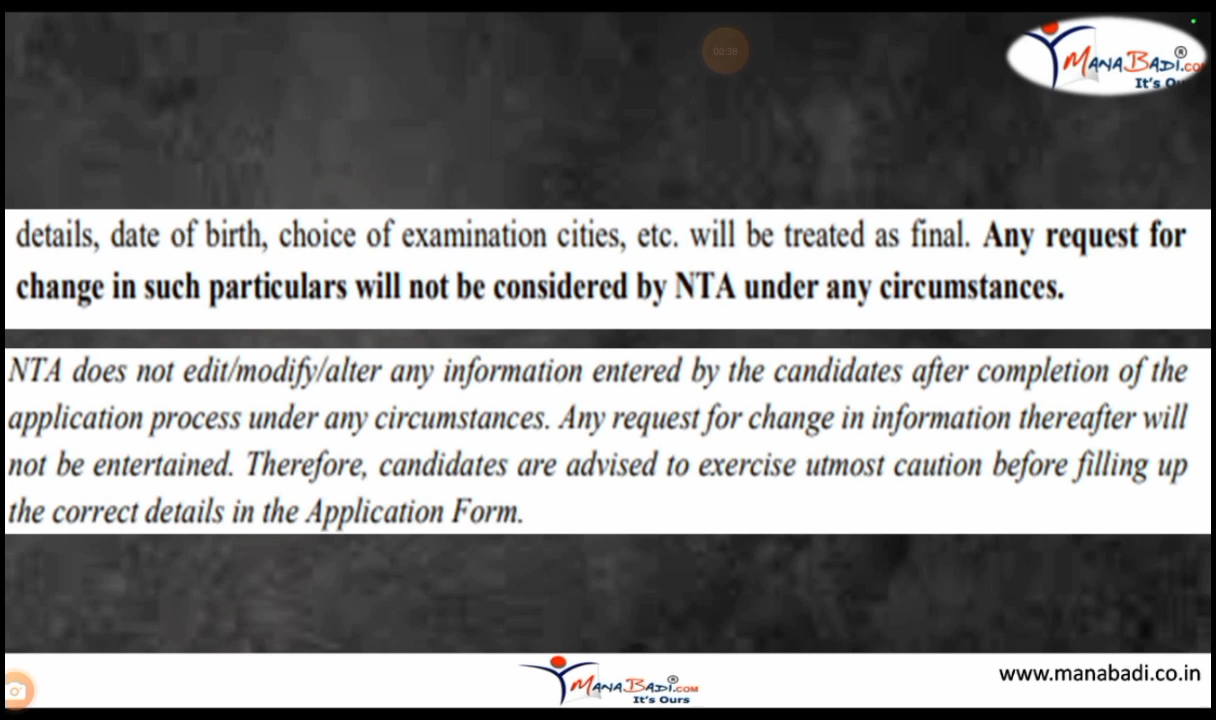 00:38
MANABADI.CO
®
It's O
details, date of birth, choice of examination cities, etc. will be treated as final. Any request for
change in such particulars will not be considered by NTA under any circumstances.
NTA does not edit/modify/alter any information entered by the candidates after completion of the
application process under any circumstances. Any request for change in information thereafter will
not be entertained. Therefore, candidates are advised to exercise utmost caution before filling up
the correct details in the Application Form.
MANABADI.COM
®
It's Ours
www.manabadi.co.in